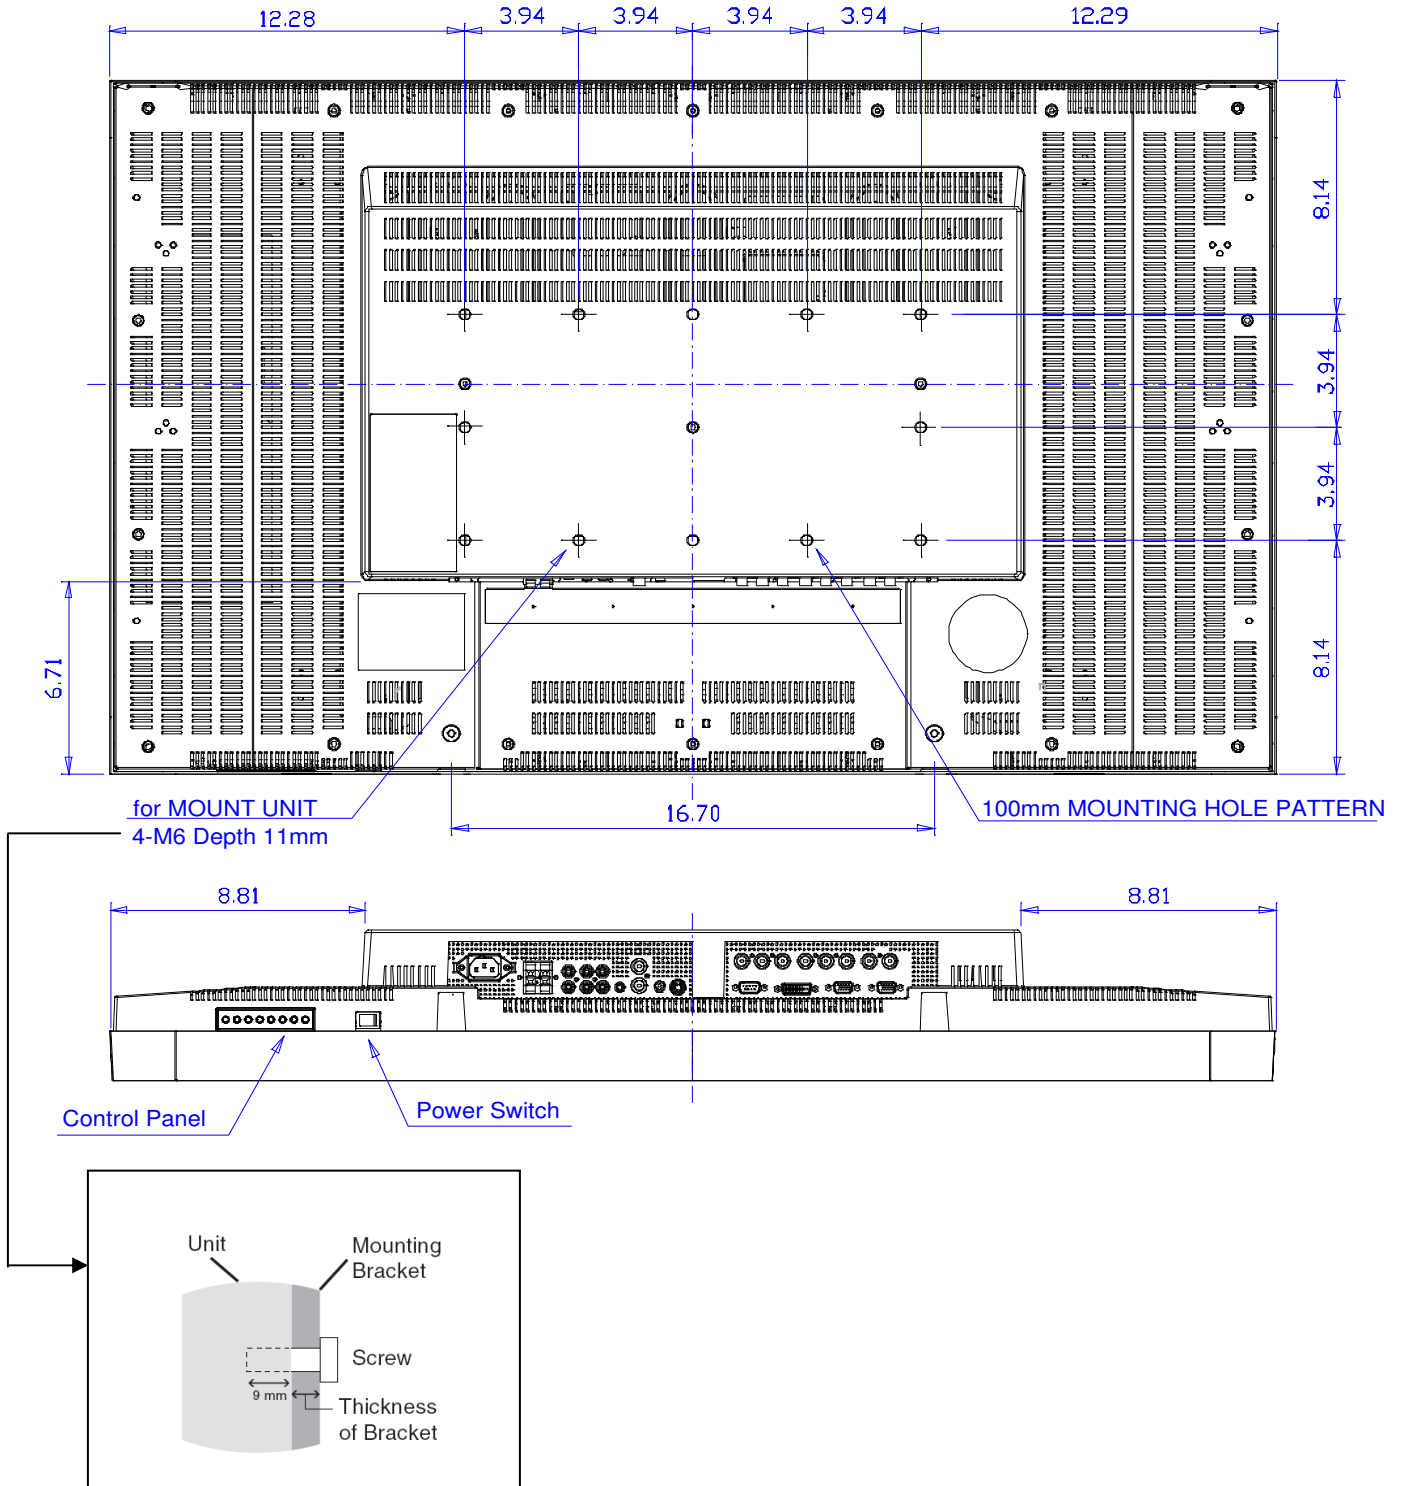 12.28 3.94 3.94 3.94 3.94 12.29
8.14
3.94
3.94
8.14
6.71
for MOUNT UNIT
4-M6 Depth 11mm
16.70
100mm MOUNTING HOLE PATTERN
8.81 8.81
Control Panel
Power Switch
Unit
Mounting
Bracket
Screw
9 mm
Thickness
of Bracket